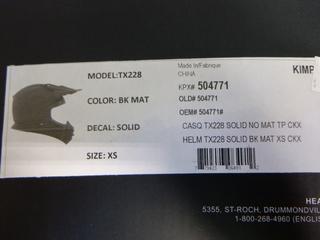 MODEL:TX228
COLOR: BK MAT
DECAL: SOLID
SIZE: XS
Made In/Fabrique
CHINA
KPX# 504771
OLD# 504771
OEM# 504771#
CASQ TX228 SOLID NO MAT TP CKX
HELM TX228 SOLID BK MAT XS CKX
KIMP
HEA
5355, ST-ROCH, DRUMMONDVIL
1-800-268-4960 (ENGLIS